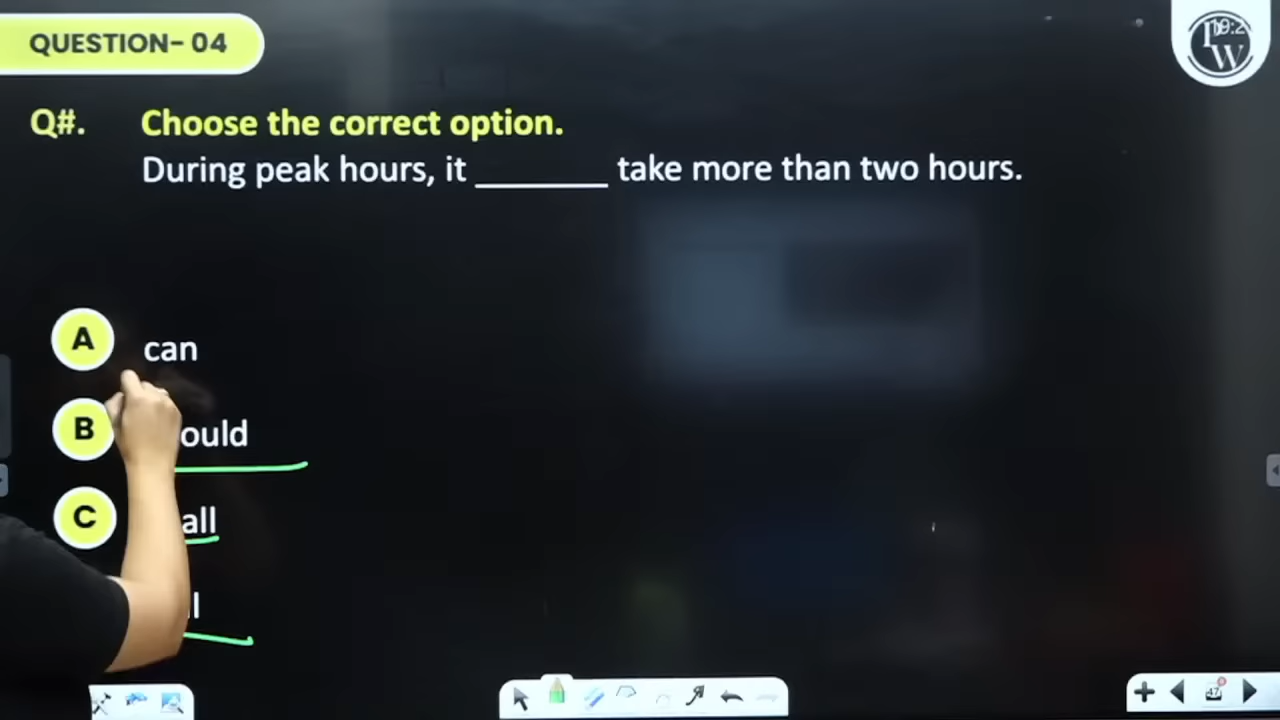 QUESTION- 04
Q#. Choose the correct option.
During peak hours, it ________ take more than two hours.
A can
B ould
C all